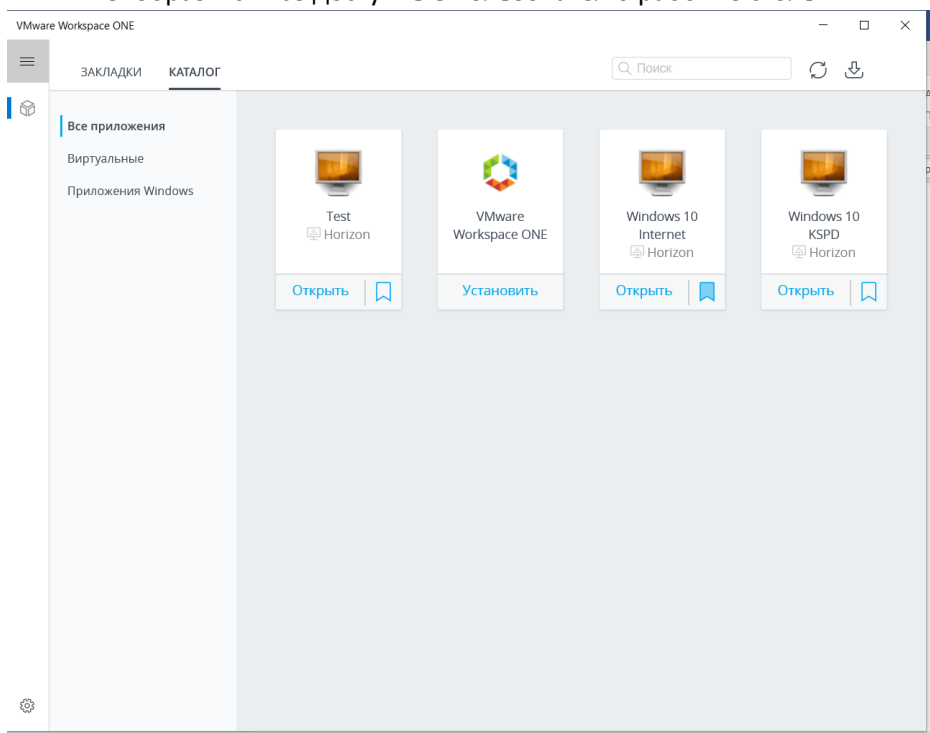 VMware Workspace ONE
ЗАКЛАДКИ КАТАЛОГ
Поиск
Все приложения
Виртуальные
Приложения Windows
Test
Horizon
Открыть
VMware
Workspace ONE
Установить
Windows 10
Internet
Horizon
Открыть
Windows 10
KSPD
Horizon
Открыть